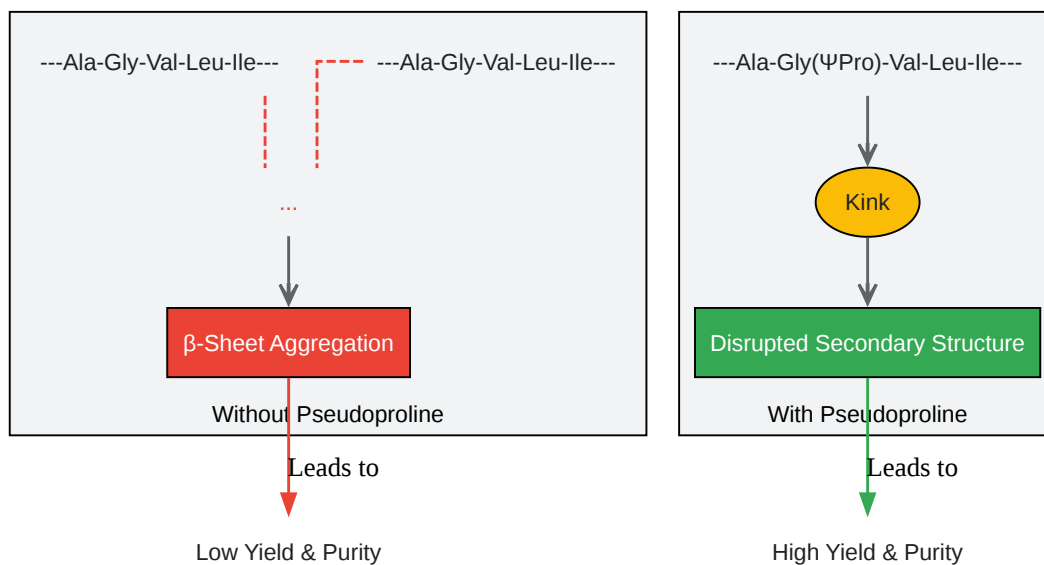 ---Ala-Gly-Val-Leu-Ile---
---Ala-Gly-Val-Leu-Ile---
...
β-Sheet Aggregation
Without Pseudoproline
Leads to
Low Yield & Purity
---Ala-Gly(ΨPro)-Val-Leu-Ile---
Kink
Disrupted Secondary Structure
With Pseudoproline
Leads to
High Yield & Purity